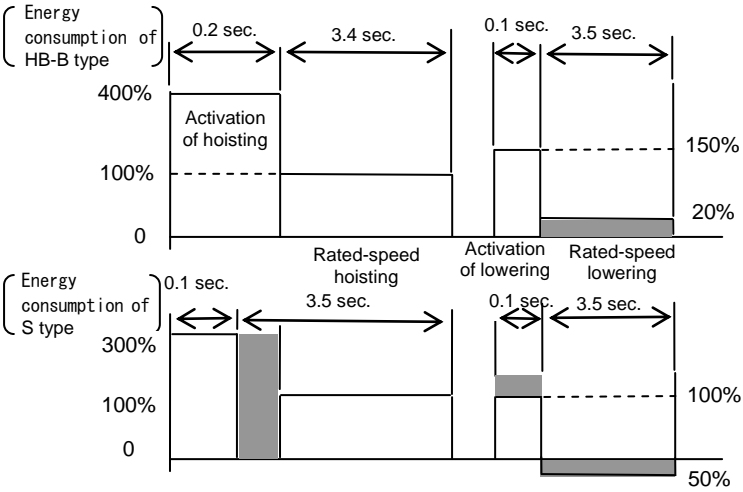 Energy
consumption of
HB-B type
0.2 sec.
3.4 sec.
0.1 sec.
3.5 sec.
400%
Activation
of hoisting
100%
150%
20%
0
Rated-speed
hoisting
Activation
of lowering
Rated-speed
lowering
Energy
consumption of
S type
0.1 sec.
3.5 sec.
0.1 sec.
3.5 sec.
300%
100%
100%
0
50%